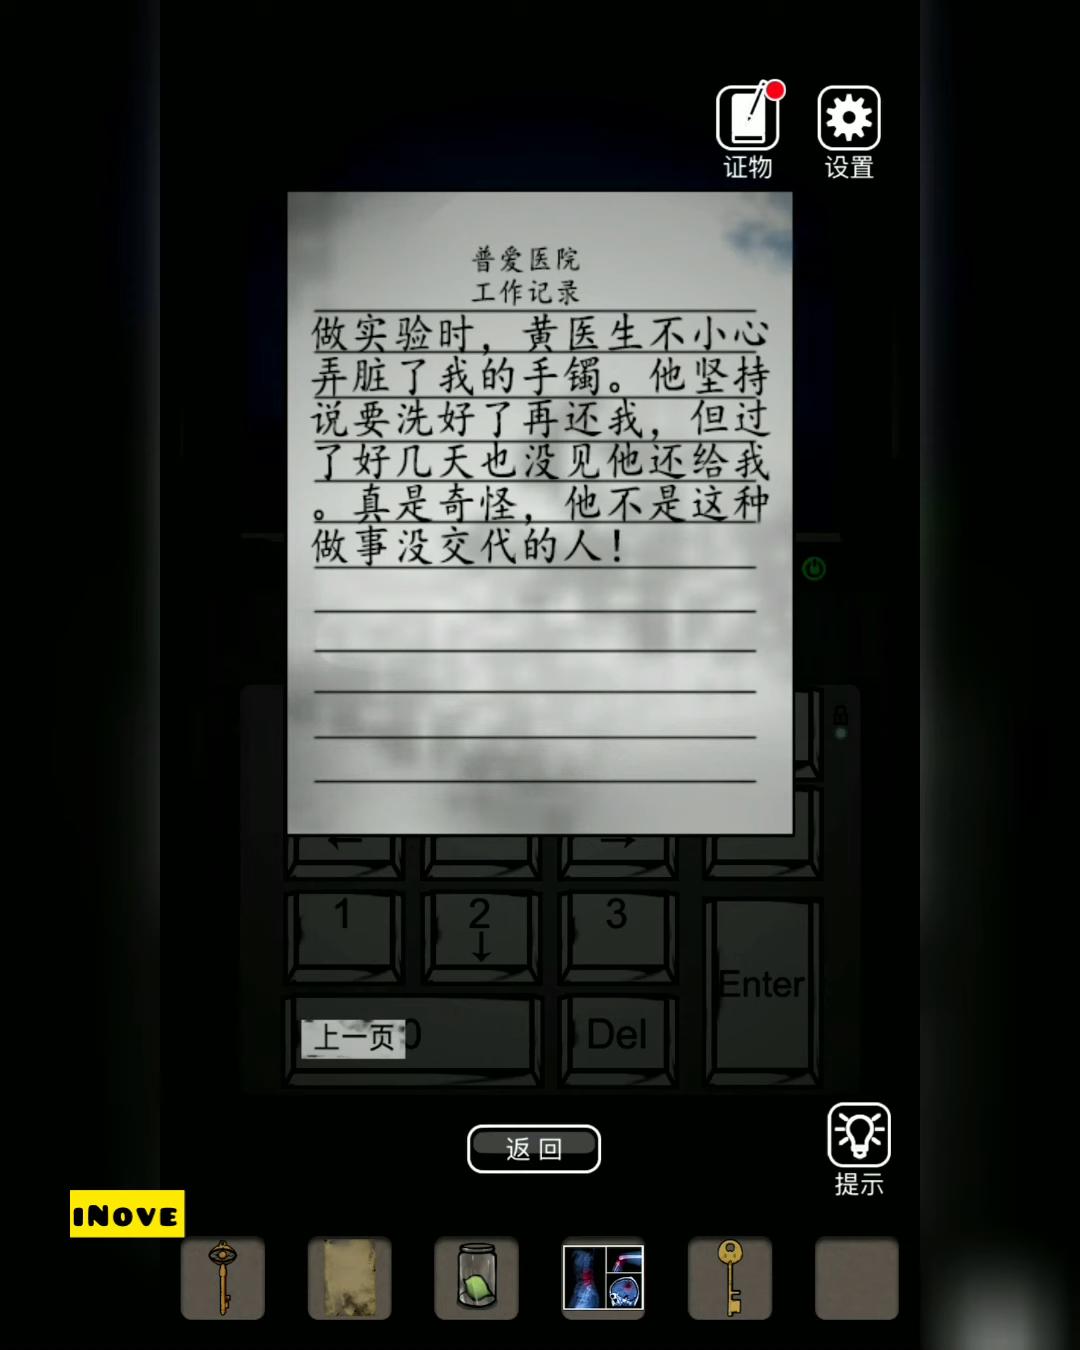 证物
设置
普爱医院
工作记录
做实验时，黄医生不小心
弄脏了我的手镯。他坚持
说要洗好了再还我，但过
了好几天也没见他还给我
。真是奇怪，他不是这种
做事没交代的人！
←
→
1
2
↓
3
Enter
上一页
0
Del
返回
提示
INOVE